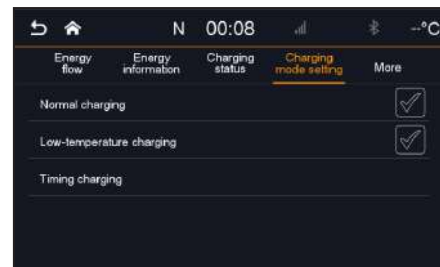 N 00:08 --°C
Energy flow
Energy information
Charging status
Charging mode setting
More
Normal charging
Low-temperature charging
Timing charging